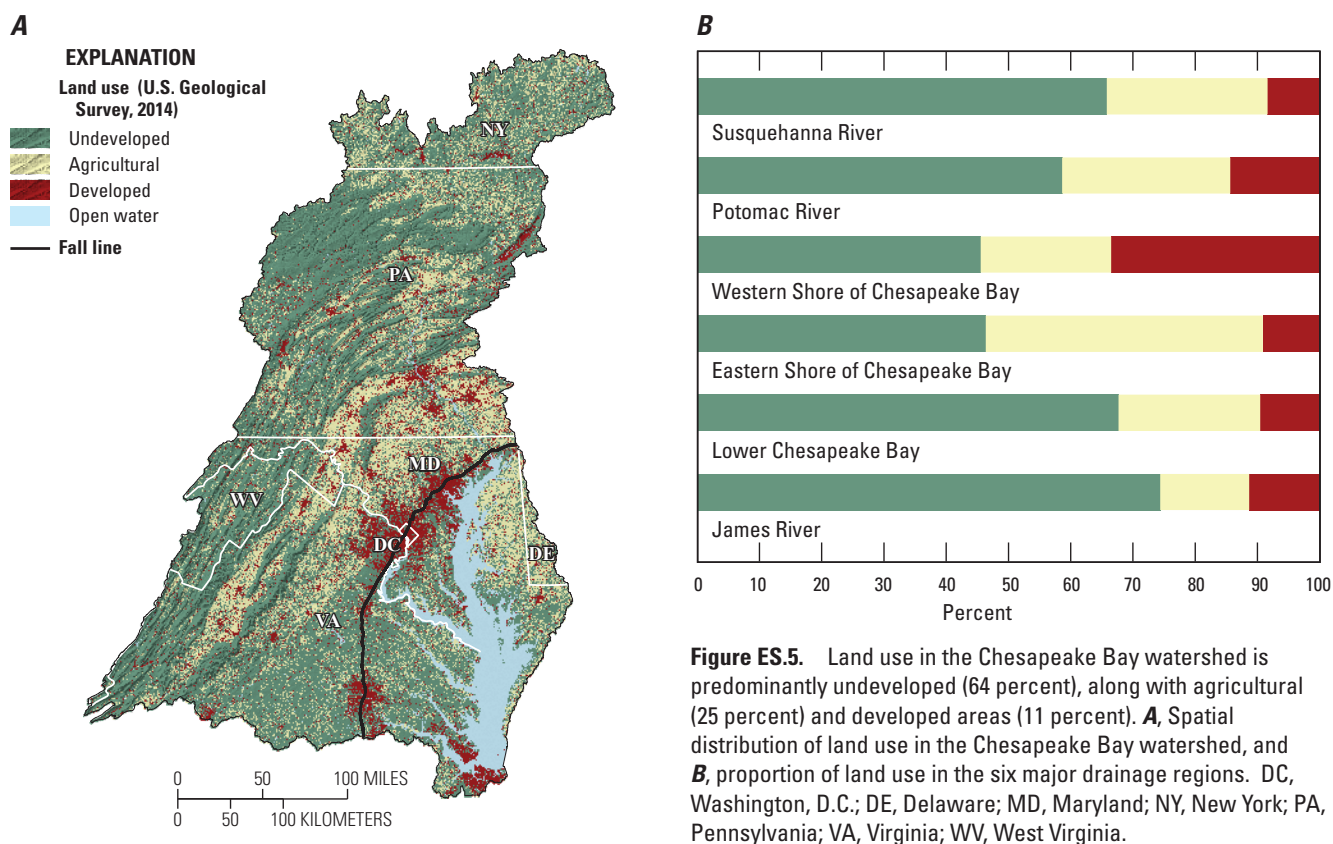 A
EXPLANATION
Land use (U.S. Geological
Survey, 2014)
Undeveloped
Agricultural
Developed
Open water
Fall line
NY
PA
MD
WV
DC
DE
VA
0 50 100 MILES
0 50 100 KILOMETERS
B
Susquehanna River
Potomac River
Western Shore of Chesapeake Bay
Eastern Shore of Chesapeake Bay
Lower Chesapeake Bay
James River
0 10 20 30 40 50 60 70 80 90 100
Percent
Figure ES.5. Land use in the Chesapeake Bay watershed is
predominantly undeveloped (64 percent), along with agricultural
(25 percent) and developed areas (11 percent). A, Spatial
distribution of land use in the Chesapeake Bay watershed, and
B, proportion of land use in the six major drainage regions. DC,
Washington, D.C.; DE, Delaware; MD, Maryland; NY, New York; PA,
Pennsylvania; VA, Virginia; WV, West Virginia.